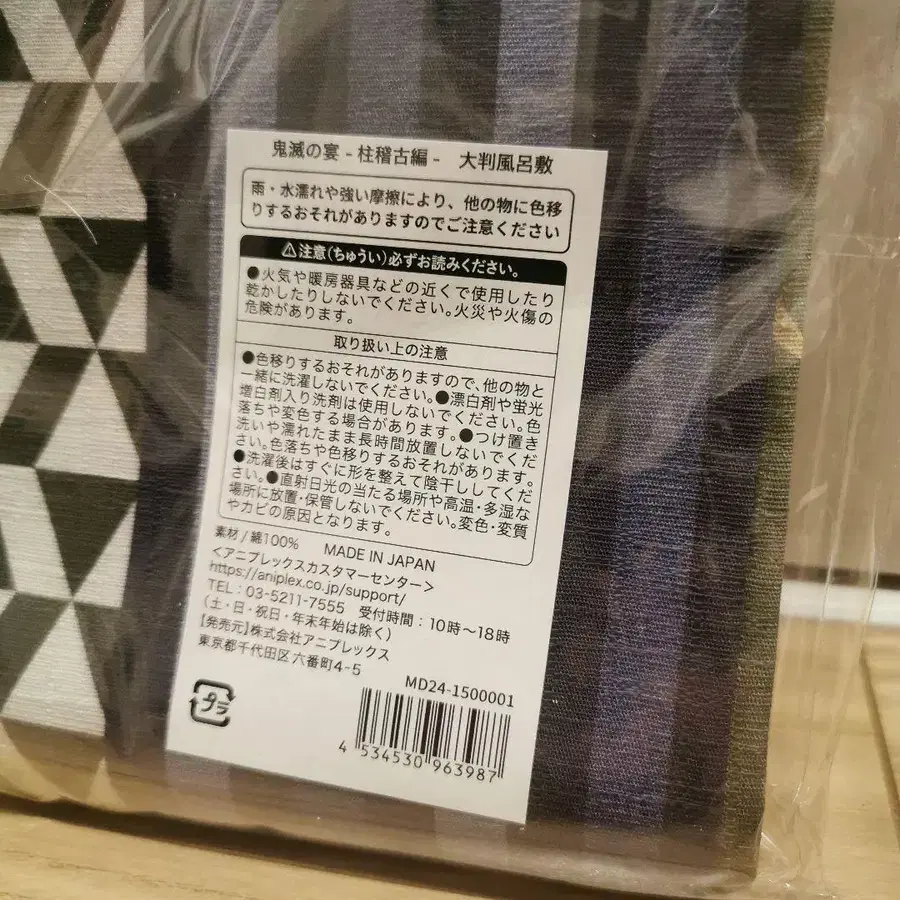 鬼滅の宴 - 柱稽古編 - 大判風呂敷
雨・水濡れや強い摩擦により、他の物に色移
りするおそれがありますのでご注意ください
⚠注意(ちゅうい)必ずお読みください。
●火気や暖房器具などの近くで使用したり
乾かしたりしないでください。火災や火傷の
危険があります。
取り扱い上の注意
●色移りするおそれがありますので、他の物と
一緒に洗濯しないでください。●漂白剤や蛍光
増白剤入り洗剤は使用しないでください。色
落ちや変色する場合があります。●つけ置き
洗いや濡れたまま長時間放置しないでくだ
さい。色落ちや色移りするおそれがあります。
●洗濯後はすぐに形を整えて陰干ししてくだ
さい。●直射日光の当たる場所や高温・多湿な
場所に放置・保管しないでください。変色・変質
やカビの原因となります。
素材 / 綿100% MADE IN JAPAN
<アニプレックスカスタマーセンター>
https://aniplex.co.jp/support/
TEL：03-5211-7555 受付時間：10時〜18時
(土・日・祝日・年末年始は除く)
【発売元】株式会社アニプレックス
東京都千代田区六番町4-5
MD24-1500001
プラ
4 534530 963987